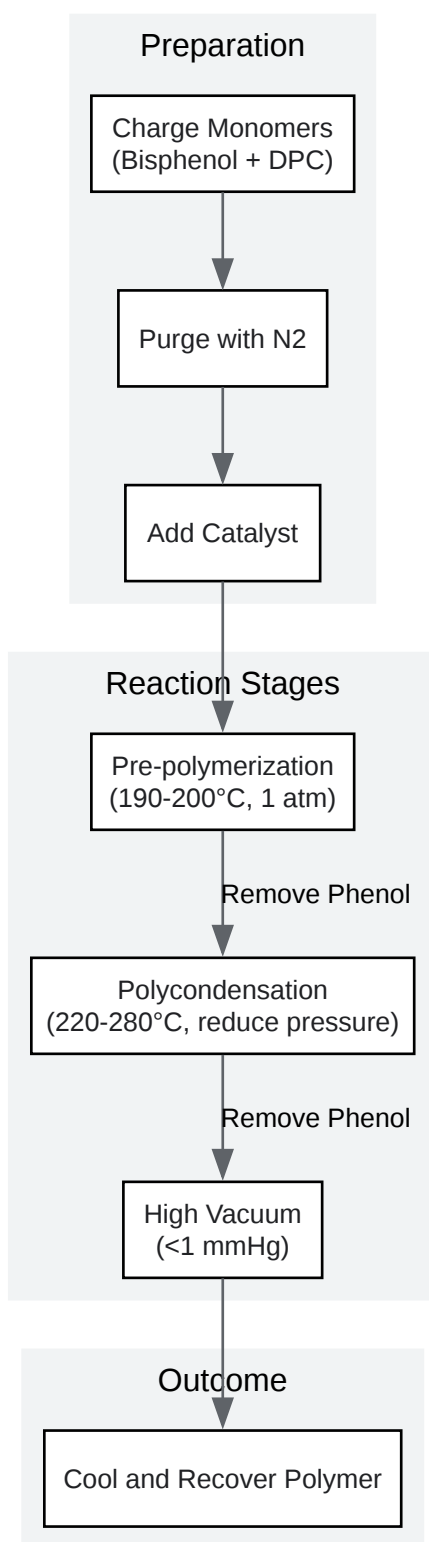 Preparation
Charge Monomers
(Bisphenol + DPC)
Purge with N2
Add Catalyst
Reaction Stages
Pre-polymerization
(190-200°C, 1 atm)
Remove Phenol
Polycondensation
(220-280°C, reduce pressure)
Remove Phenol
High Vacuum
(<1 mmHg)
Outcome
Cool and Recover Polymer